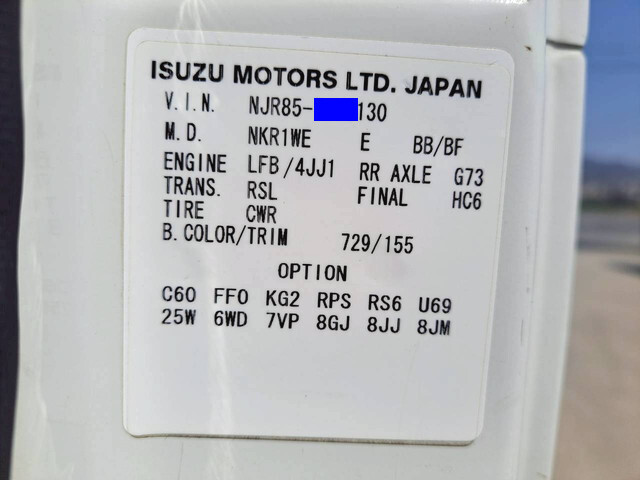 ISUZU MOTORS LTD. JAPAN
V.I.N. NJR85- 130
M.D. NKR1WE E BB/BF
ENGINE LFB/4JJ1 RR AXLE G73
TRANS. RSL FINAL HC6
TIRE CWR
B.COLOR/TRIM 729/155
OPTION
C60 FF0 KG2 RPS RS6 U69
25W 6WD 7VP 8GJ 8JJ 8JM